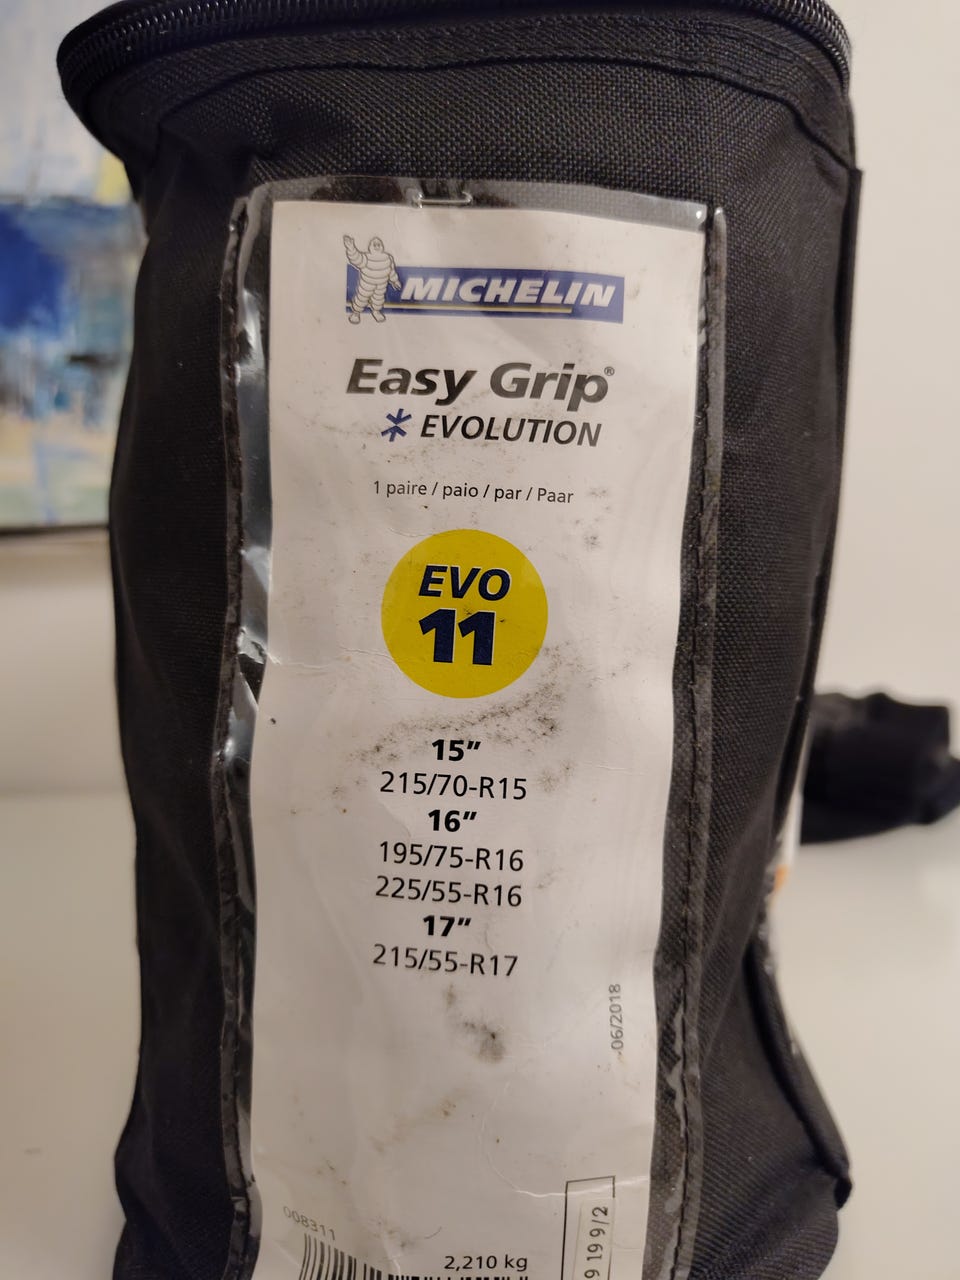 MICHELIN
Easy Grip®
EVOLUTION
1 paire / paio / par / Paar
EVO
11
15"
215/70-R15
16"
195/75-R16
225/55-R16
17"
215/55-R17
06/2018
008311
2,210 kg
9 19 9/2